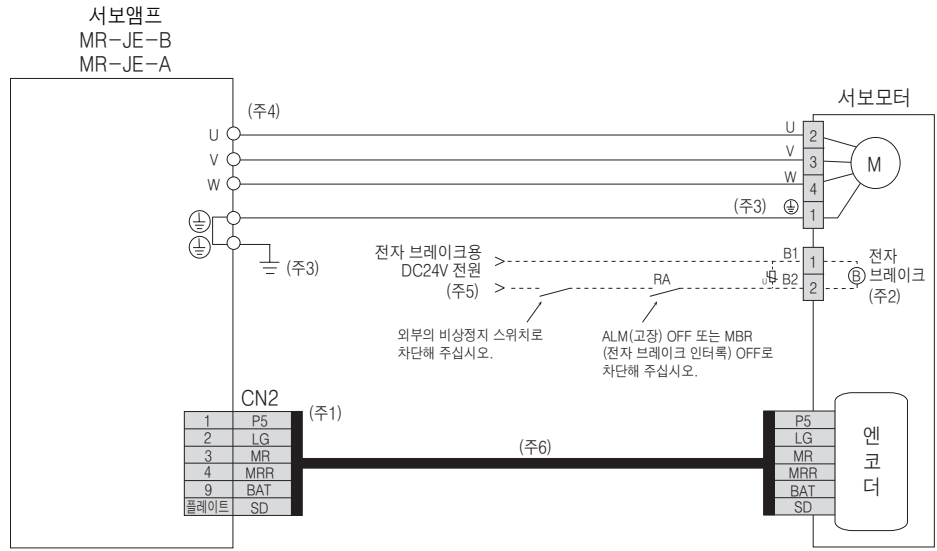 서보앰프
MR-JE-B
MR-JE-A
서보모터
(주4)
U
U
2
V
V
3
M
W
W
4
(주3)
1
(주3)
전자 브레이크용
DC24V 전원
(주5)
B1
1
전자
브레이크
(주2)
B
RA
U
B2
2
외부의 비상정지 스위치로
차단해 주십시오.
ALM(고장) OFF 또는 MBR
(전자 브레이크 인터록) OFF로
차단해 주십시오.
CN2
(주1)
1 P5
2 LG
3 MR
4 MRR
9 BAT
플레이트 SD
(주6)
P5
LG
MR
MRR
BAT
SD
엔
코
더